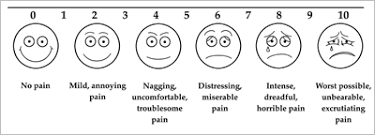 0 1 2 3 4 5 6 7 8 9 10
No pain
Mild, annoying
pain
Nagging,
uncomfortable,
troublesome
pain
Distressing,
miserable
pain
Intense,
dreadful,
horrible pain
Worst possible,
unbearable,
excrutiating
pain